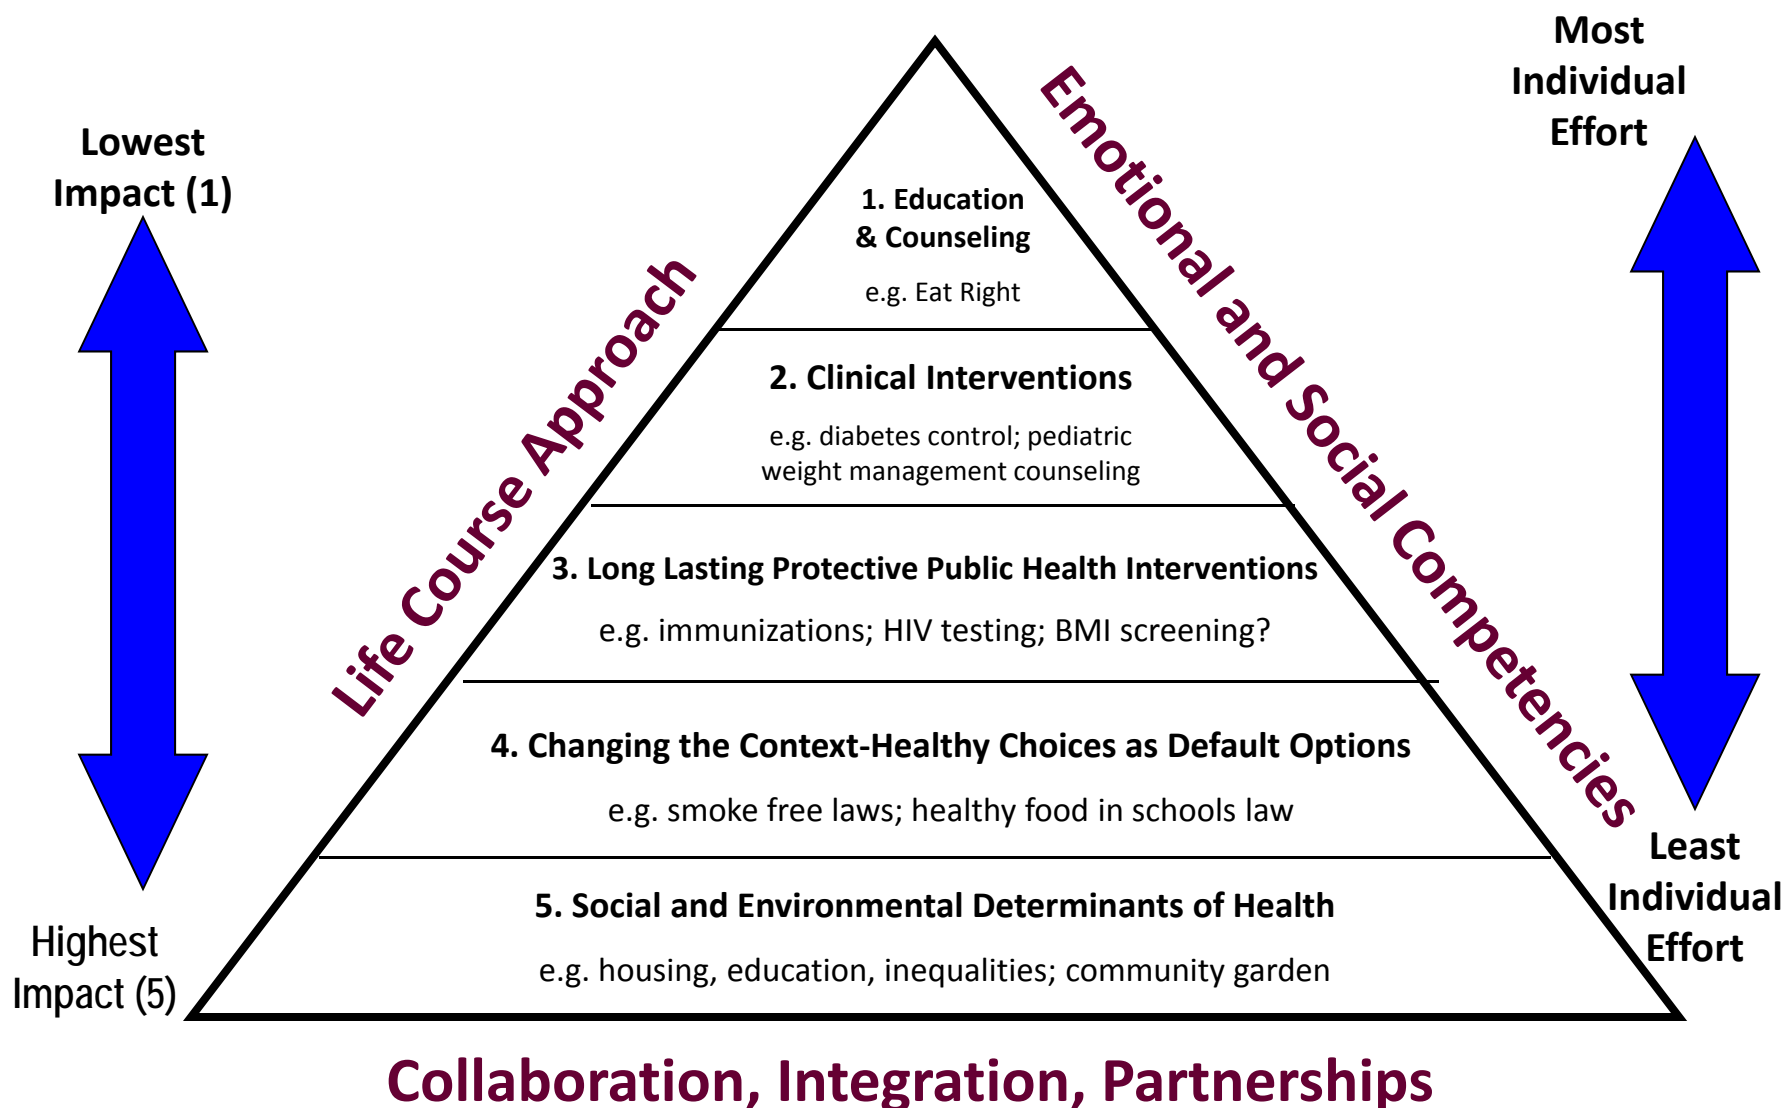 Most
Individual
Effort
Lowest
Impact (1)
Emotional and Social Competencies
1. Education
& Counseling
e.g. Eat Right
Life Course Approach
2. Clinical Interventions
e.g. diabetes control; pediatric
weight management counseling
3. Long Lasting Protective Public Health Interventions
e.g. immunizations; HIV testing; BMI screening?
4. Changing the Context-Healthy Choices as Default Options
e.g. smoke free laws; healthy food in schools law
Least
Individual
Effort
5. Social and Environmental Determinants of Health
e.g. housing, education, inequalities; community garden
Highest
Impact (5)
Collaboration, Integration, Partnerships